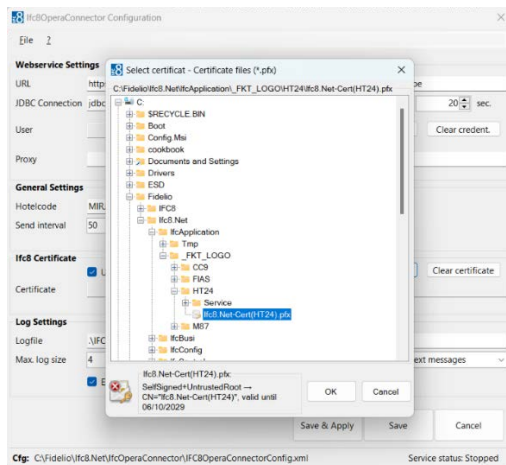 Ifc8OperaConnector Configuration
File ?
Webservice Settings
URL
JDBC Connection jdbc
20 sec.
User
Clear credent.
Proxy
General Settings
Hotelcode MIR
Send interval 50
Ifc8 Certificate
Clear certificate
Certificate
Log Settings
Logfile .\IFC
Max. log size 4
ext messages
Save & Apply Save Cancel
Cfg: C:\Fidelio\Ifc8.Net\IfcOperaConnector\IFC8OperaConnectorConfig.xml Service status: Stopped
Select certificat - Certificate files (*.pfx)
C:\Fidelio\Ifc8.Net\IfcApplication\_FKT_LOGO\HT24\Ifc8.Net-Cert(HT24).pfx
C:
$RECYCLE.BIN
Boot
Config.Msi
cookbook
Documents and Settings
Drivers
ESD
Fidelio
IFC8
Ifc8.Net
IfcApplication
Tmp
_FKT_LOGO
CC9
FIAS
HT24
Service
Ifc8.Net-Cert(HT24).pfx
M87
IfcBusi
IfcConfig
Ifc8.Net-Cert(HT24).pfx:
SelfSigned+UntrustedRoot →
CN="Ifc8.Net-Cert(HT24)", valid until
06/10/2029
OK Cancel